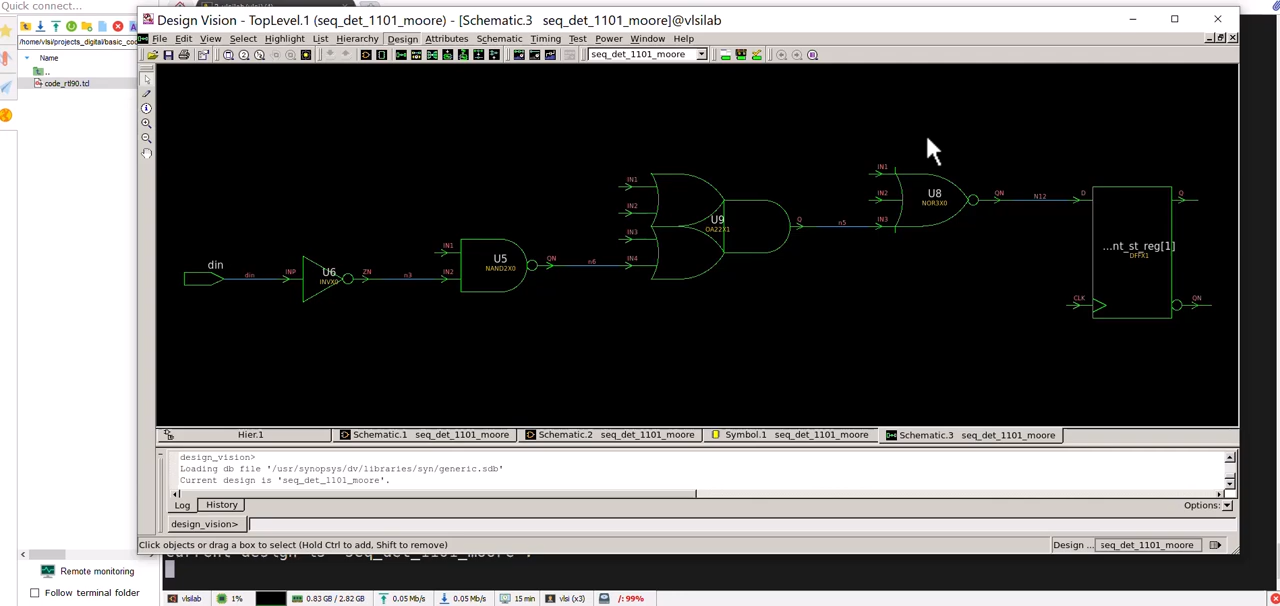 Quick connect...
/home/vlsi/projects_digital/basic_co
Name
..
code_rtl90.tcl
Design Vision - TopLevel.1 (seq_det_1101_moore) - [Schematic.3 seq_det_1101_moore]@vlsilab
File Edit View Select Highlight List Hierarchy Design Attributes Schematic Timing Test Power Window Help
seq_det_1101_moore
din
din
INP
U6
INVX0
ZN
n3
IN1
IN2
U5
NAND2X0
QN
n6
IN1
IN2
IN3
IN4
U9
OA22X1
Q
n5
IN1
IN2
IN3
U8
NOR3X0
QN
N12
D
Q
...nt_st_reg[1]
DFFX1
CLK
QN
Hier.1
Schematic.1 seq_det_1101_moore
Schematic.2 seq_det_1101_moore
Symbol.1 seq_det_1101_moore
Schematic.3 seq_det_1101_moore
design_vision>
Loading db file '/usr/synopsys/dv/libraries/syn/generic.sdb'
Current design is 'seq_det_1101_moore'.
Log History
Options:
design_vision>
Click objects or drag a box to select (Hold Ctrl to add, Shift to remove)
Design ... seq_det_1101_moore
Remote monitoring
Follow terminal folder
vlsilab 1% 0.83 GB / 2.82 GB 0.05 Mb/s 0.05 Mb/s 15 min vlsi (x3) /: 99%